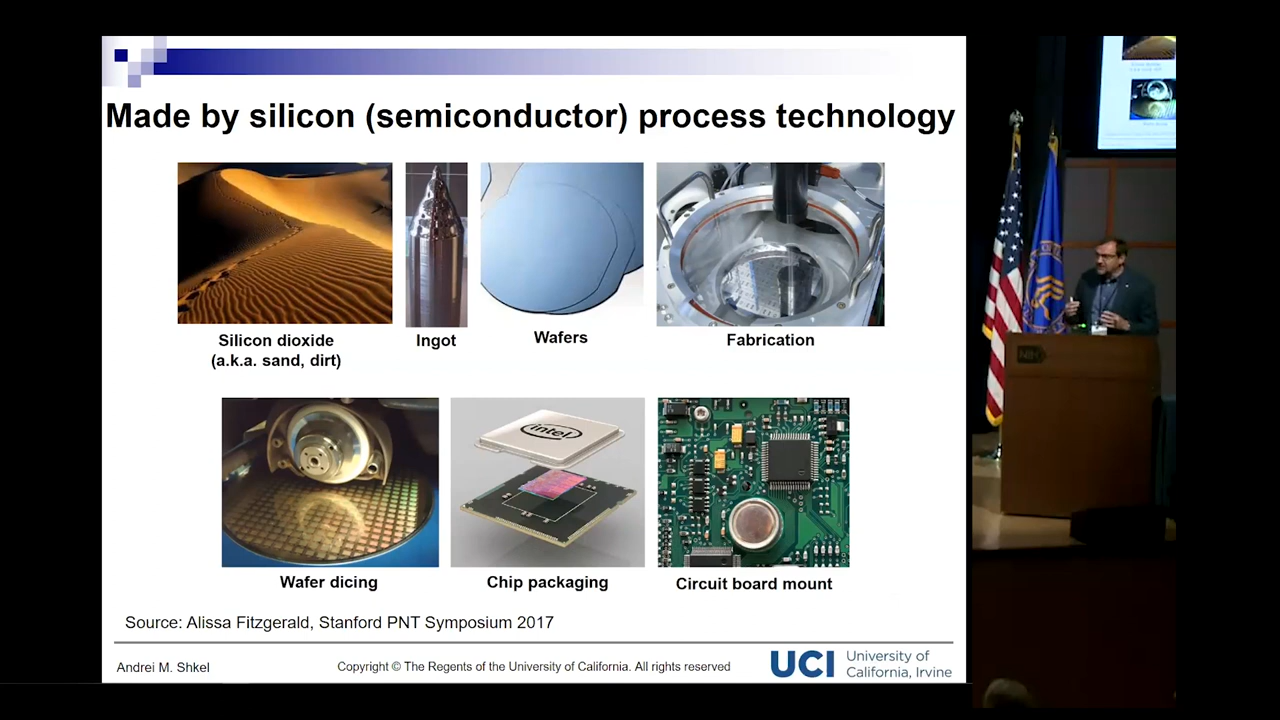 Made by silicon (semiconductor) process technology
Silicon dioxide
(a.k.a. sand, dirt)
Ingot
Wafers
Fabrication
intel
Wafer dicing
Chip packaging
Circuit board mount
Source: Alissa Fitzgerald, Stanford PNT Symposium 2017
Andrei M. Shkel
Copyright © The Regents of the University of California. All rights reserved
UCI
University of
California, Irvine
NIH